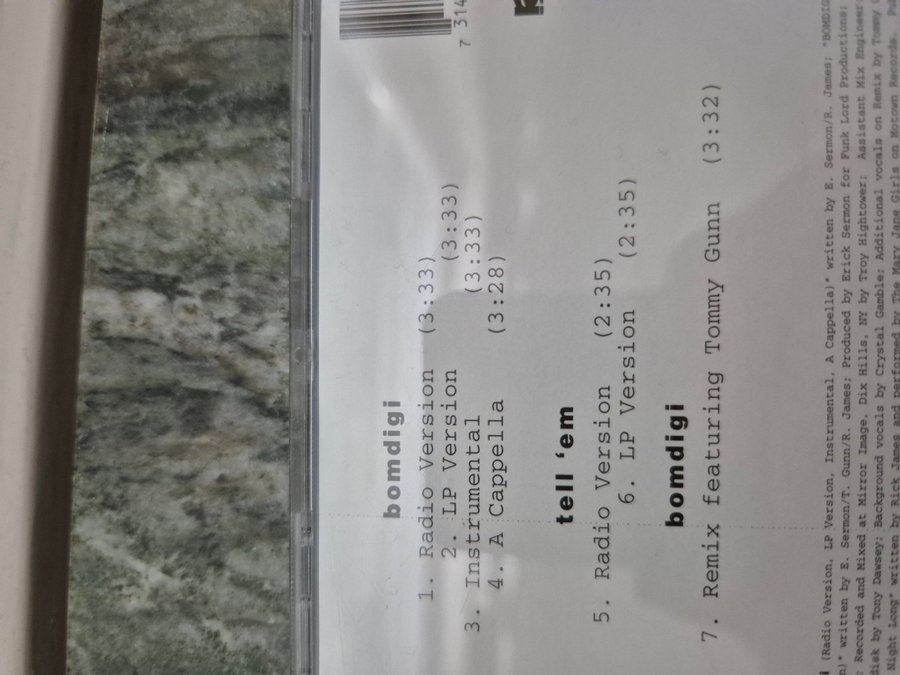 7 314
bomdigi
1. Radio Version (3:33)
2. LP Version (3:33)
3. Instrumental (3:33)
4. A Cappella (3:28)
tell ‘em
5. Radio Version (2:35)
6. LP Version (2:35)
bomdigi
7. Remix featuring Tommy Gunn (3:32)
(Radio Version, LP Version, Instrumental, A Cappella)" written by E. Sermon/R. James; "BOMDIG
written by E. Sermon/T. Gunn/R. James; Produced by Erick Sermon for Funk Lord Productions;
; Recorded and Mixed at Mirror Image, Dix Hills, NY by Troy Hightower; Assistant Mix Engineer
disk by Tony Dawsey; Background vocals by Crystal Gamble; Additional vocals on Remix by Tommy G
Night Long" written by Rick James and performed by The Mary Jane Girls on Motown Records.